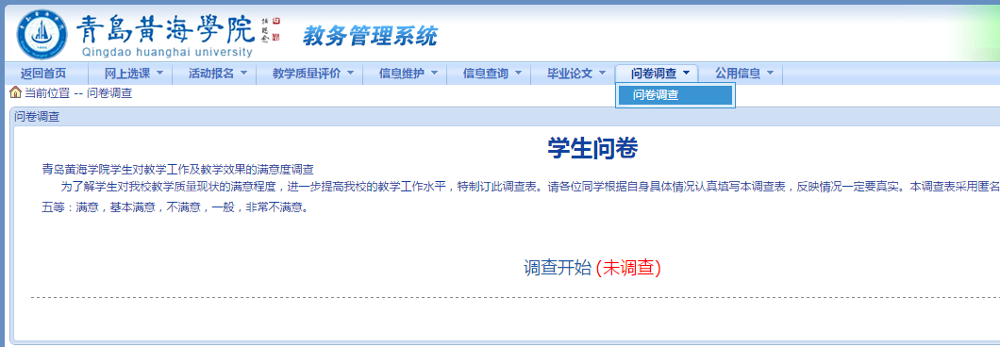 青岛黄海學院
Qingdao huanghai university
教务管理系统
返回首页 网上选课 活动报名 教学质量评价 信息维护 信息查询 毕业论文 问卷调查 公用信息
问卷调查
当前位置 -- 问卷调查
问卷调查
学生问卷
青岛黄海学院学生对教学工作及教学效果的满意度调查
为了解学生对我校教学质量现状的满意程度，进一步提高我校的教学工作水平，特制订此调查表。请各位同学根据自身具体情况认真填写本调查表，反映情况一定要真实。本调查表采用匿名
五等：满意，基本满意，不满意，一般，非常不满意。
调查开始 (未调查)